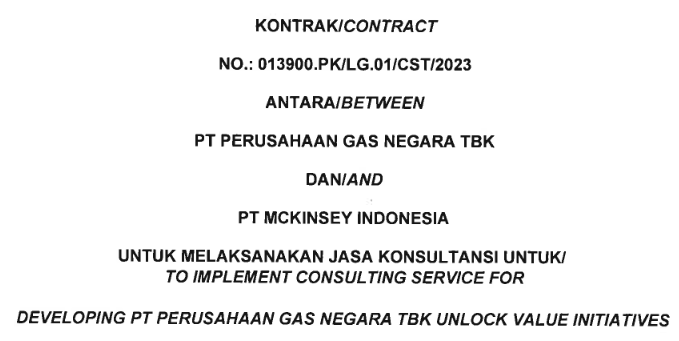 KONTRAK/CONTRACT
NO.: 013900.PK/LG.01/CST/2023
ANTARA/BETWEEN
PT PERUSAHAAN GAS NEGARA TBK
DAN/AND
PT MCKINSEY INDONESIA
UNTUK MELAKSANAKAN JASA KONSULTANSI UNTUK/
TO IMPLEMENT CONSULTING SERVICE FOR
DEVELOPING PT PERUSAHAAN GAS NEGARA TBK UNLOCK VALUE INITIATIVES